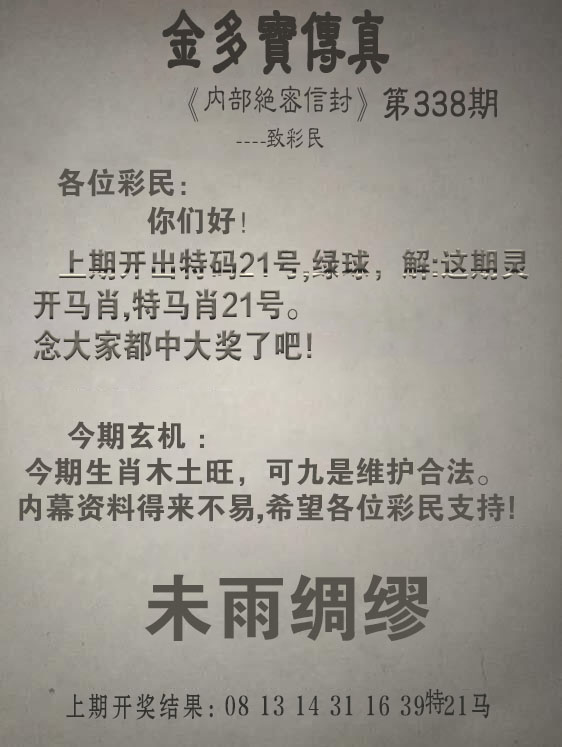 金多寶傳真
《内部絕密信封》第338期
----致彩民
各位彩民:
你们好!
上期开出特码21号,绿球，解:这期灵
开马肖,特马肖21号。
念大家都中大奖了吧!
今期玄机：
今期生肖木土旺，可九是维护合法。
内幕资料得来不易,希望各位彩民支持!
未雨绸缪
上期开奖结果: 08 13 14 31 16 39特21马